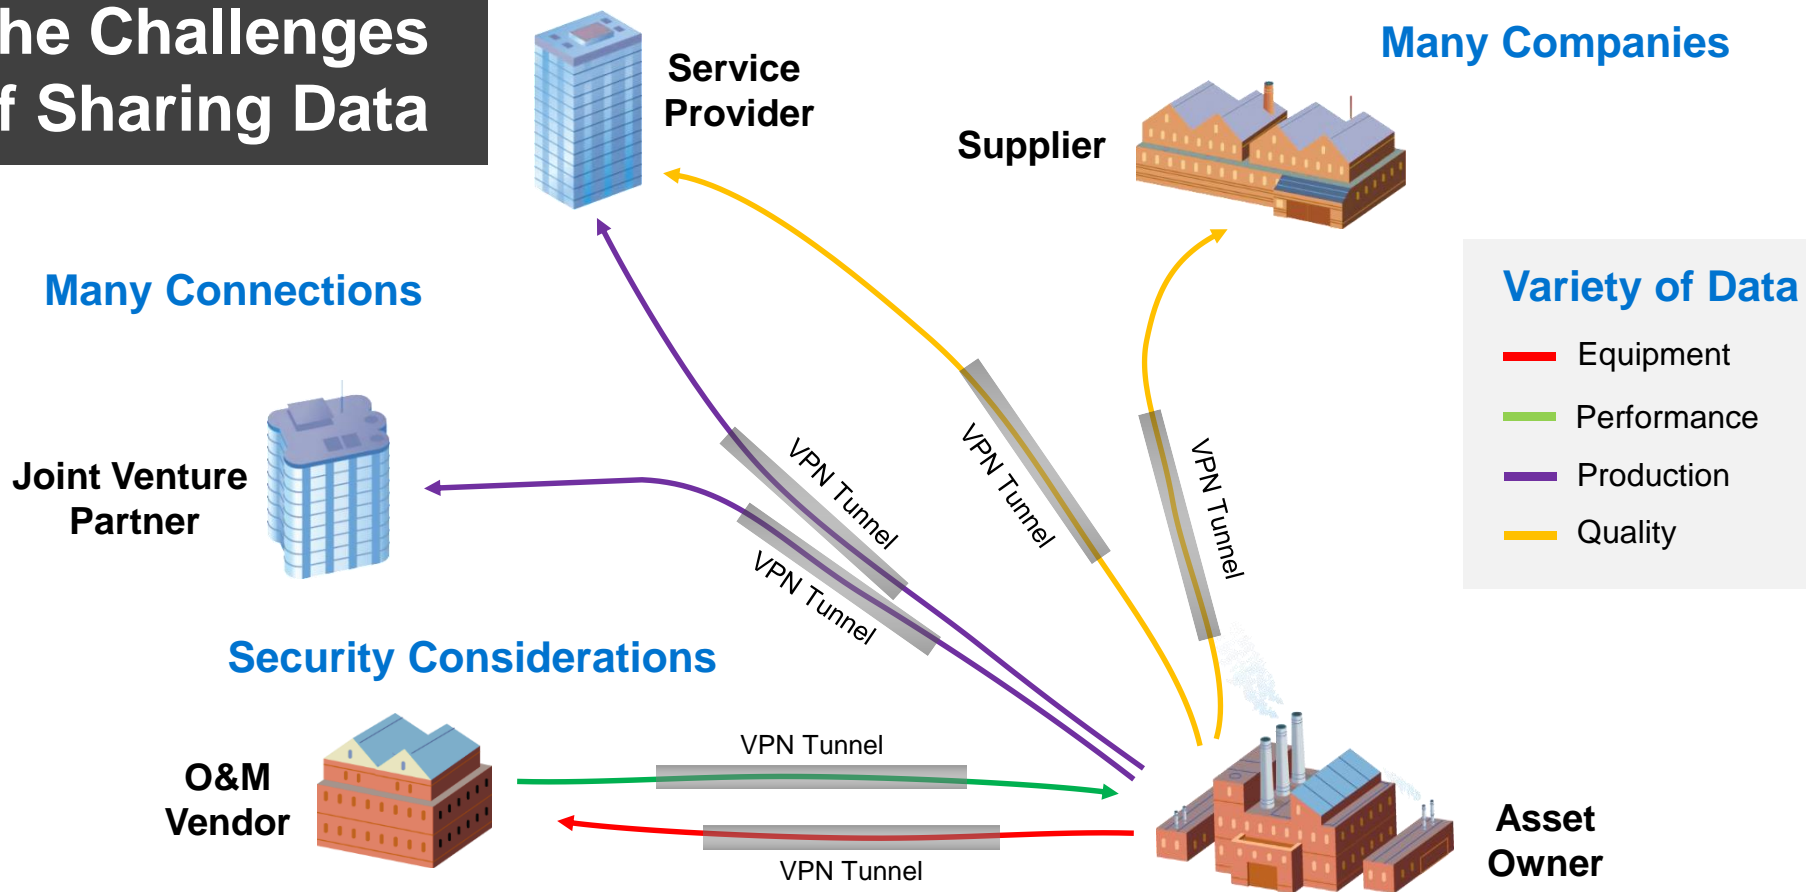 he Challenges
f Sharing Data
Service
Provider
Many Companies
Supplier
Many Connections
Variety of Data
Equipment
Performance
Production
Quality
Joint Venture
Partner
VPN Tunnel
VPN Tunnel
VPN Tunnel
VPN Tunnel
Security Considerations
O&M
Vendor
VPN Tunnel
VPN Tunnel
Asset
Owner